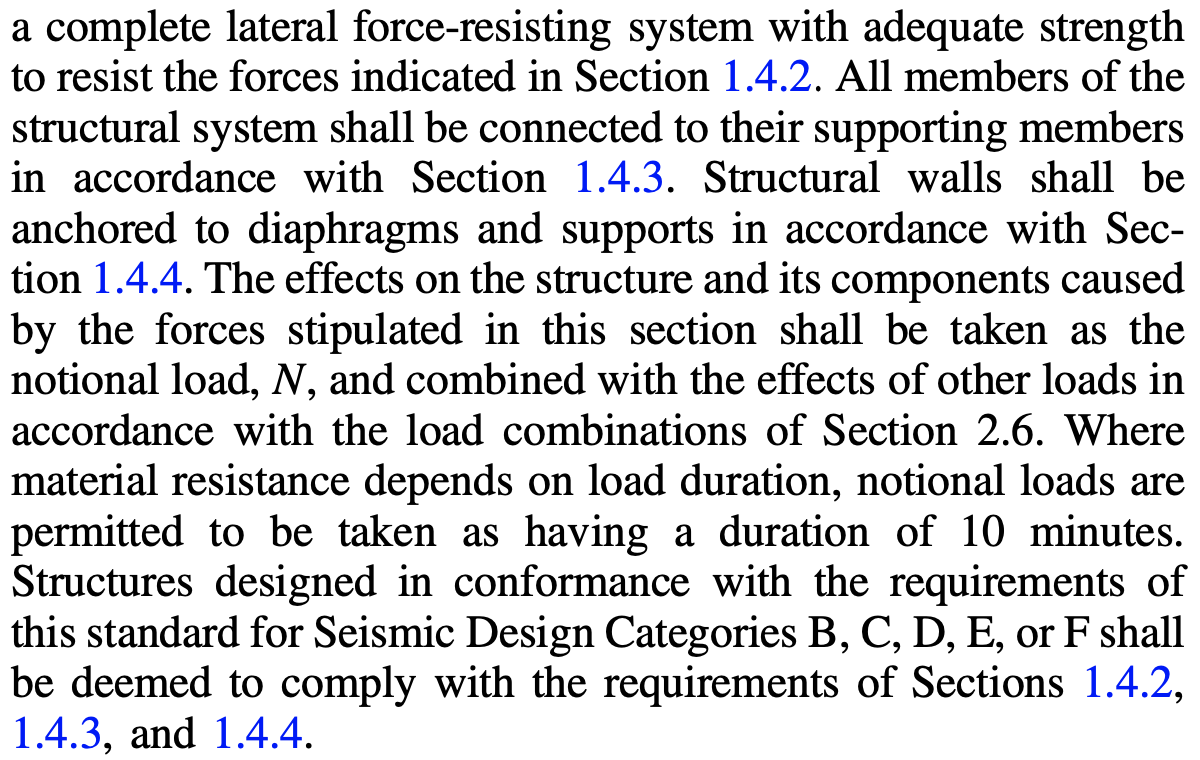 a complete lateral force-resisting system with adequate strength
to resist the forces indicated in Section 1.4.2. All members of the
structural system shall be connected to their supporting members
in accordance with Section 1.4.3. Structural walls shall be
anchored to diaphragms and supports in accordance with Sec-
tion 1.4.4. The effects on the structure and its components caused
by the forces stipulated in this section shall be taken as the
notional load, N, and combined with the effects of other loads in
accordance with the load combinations of Section 2.6. Where
material resistance depends on load duration, notional loads are
permitted to be taken as having a duration of 10 minutes.
Structures designed in conformance with the requirements of
this standard for Seismic Design Categories B, C, D, E, or F shall
be deemed to comply with the requirements of Sections 1.4.2,
1.4.3, and 1.4.4.